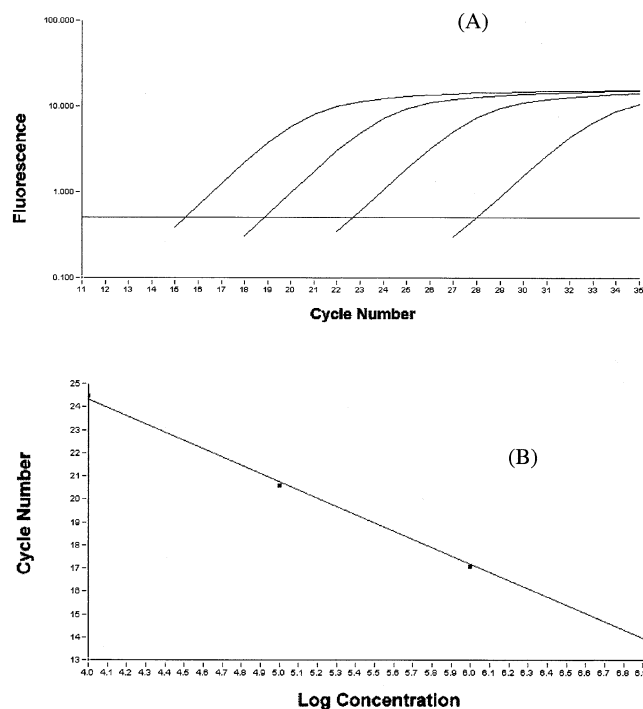 (A)
100.000
10.000
1.000
0.100
Fluorescence
11 12 13 14 15 16 17 18 19 20 21 22 23 24 25 26 27 28 29 30 31 32 33 34 35
Cycle Number
25
24
23
22
21
20
19
18
17
16
15
14
13
Cycle Number
(B)
4.0 4.1 4.2 4.3 4.4 4.5 4.6 4.7 4.8 4.9 5.0 5.1 5.2 5.3 5.4 5.5 5.6 5.7 5.8 5.9 6.0 6.1 6.2 6.3 6.4 6.5 6.6 6.7 6.8
Log Concentration